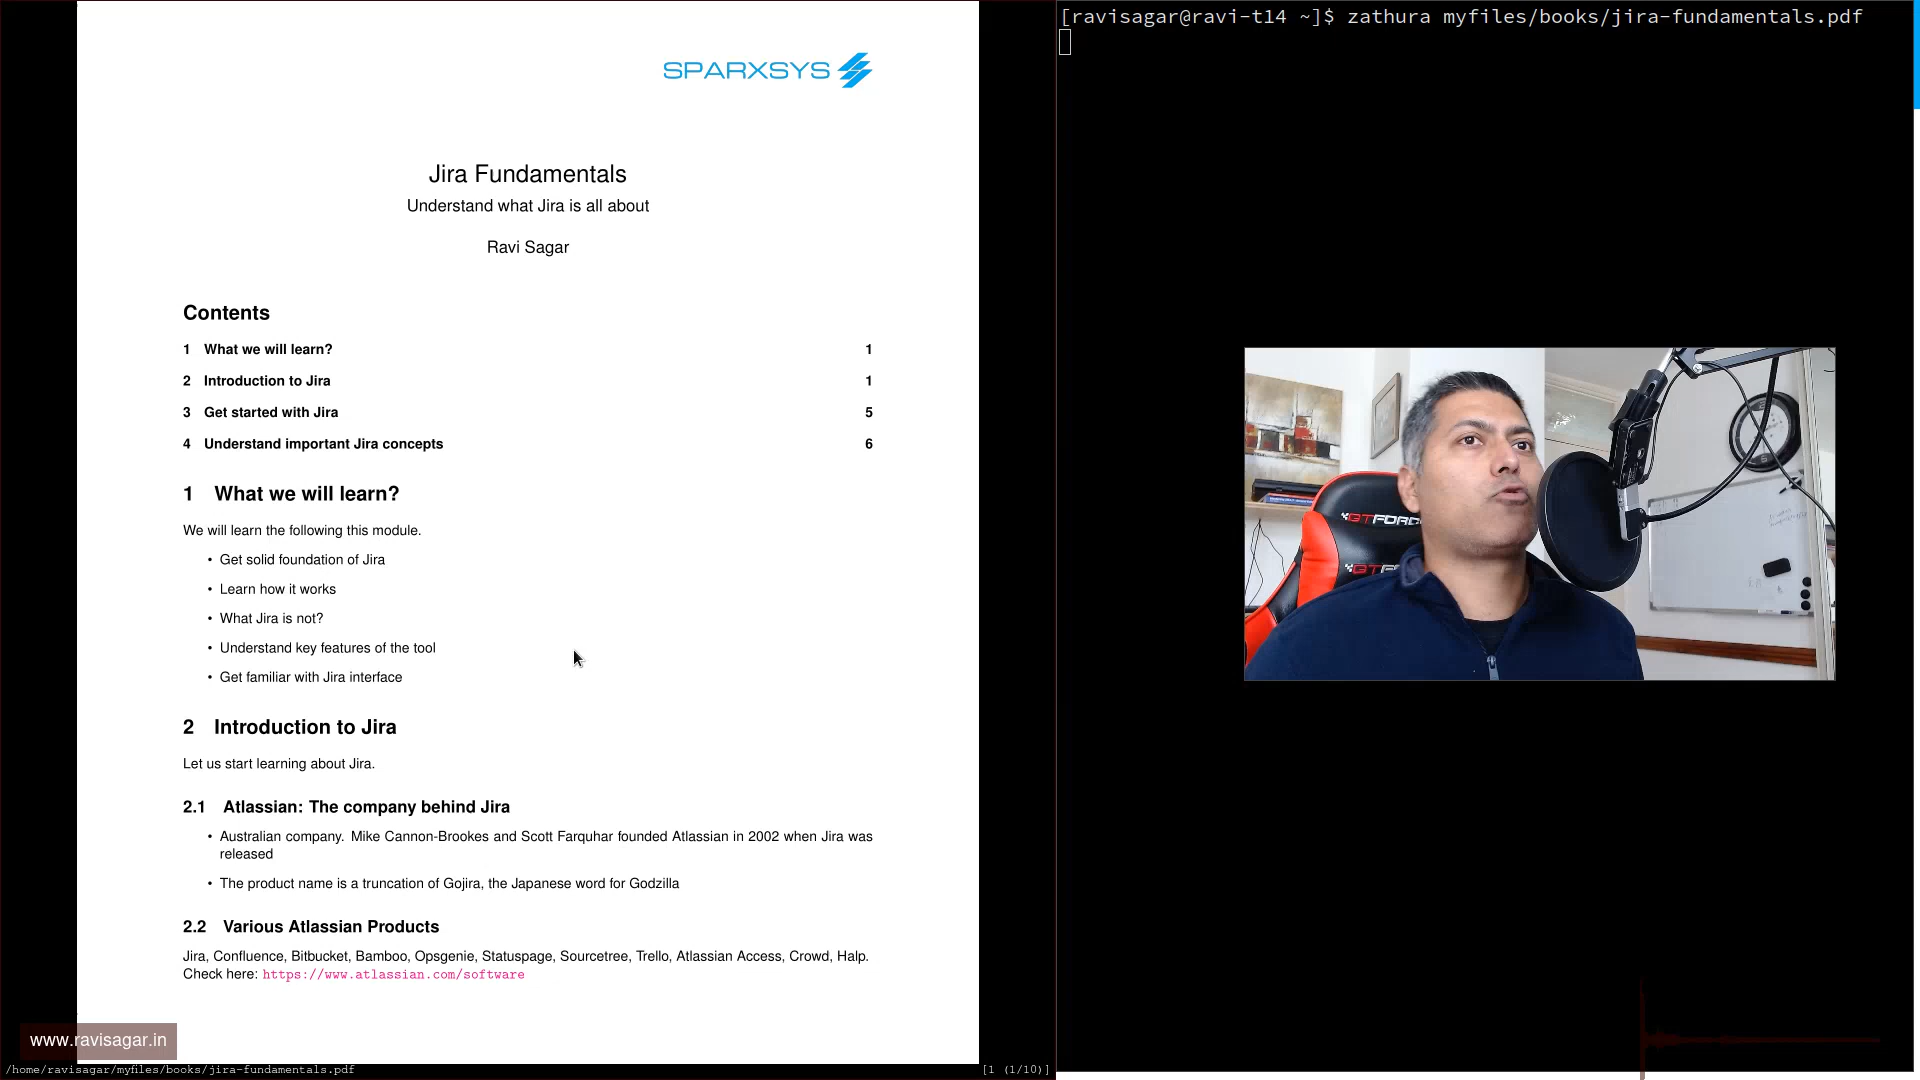 SPARXSYS
Jira Fundamentals
Understand what Jira is all about
Ravi Sagar
Contents
1 What we will learn? 1
2 Introduction to Jira 1
3 Get started with Jira 5
4 Understand important Jira concepts 6
1 What we will learn?
We will learn the following this module.
• Get solid foundation of Jira
• Learn how it works
• What Jira is not?
• Understand key features of the tool
• Get familiar with Jira interface
2 Introduction to Jira
Let us start learning about Jira.
2.1 Atlassian: The company behind Jira
• Australian company. Mike Cannon-Brookes and Scott Farquhar founded Atlassian in 2002 when Jira was
released
• The product name is a truncation of Gojira, the Japanese word for Godzilla
2.2 Various Atlassian Products
Jira, Confluence, Bitbucket, Bamboo, Opsgenie, Statuspage, Sourcetree, Trello, Atlassian Access, Crowd, Halp.
Check here: https://www.atlassian.com/software
www.ravisagar.in
/home/ravisagar/myfiles/books/jira-fundamentals.pdf [1 (1/10)]
[ravisagar@ravi-t14 ~]$ zathura myfiles/books/jira-fundamentals.pdf
GTFORC
GTF